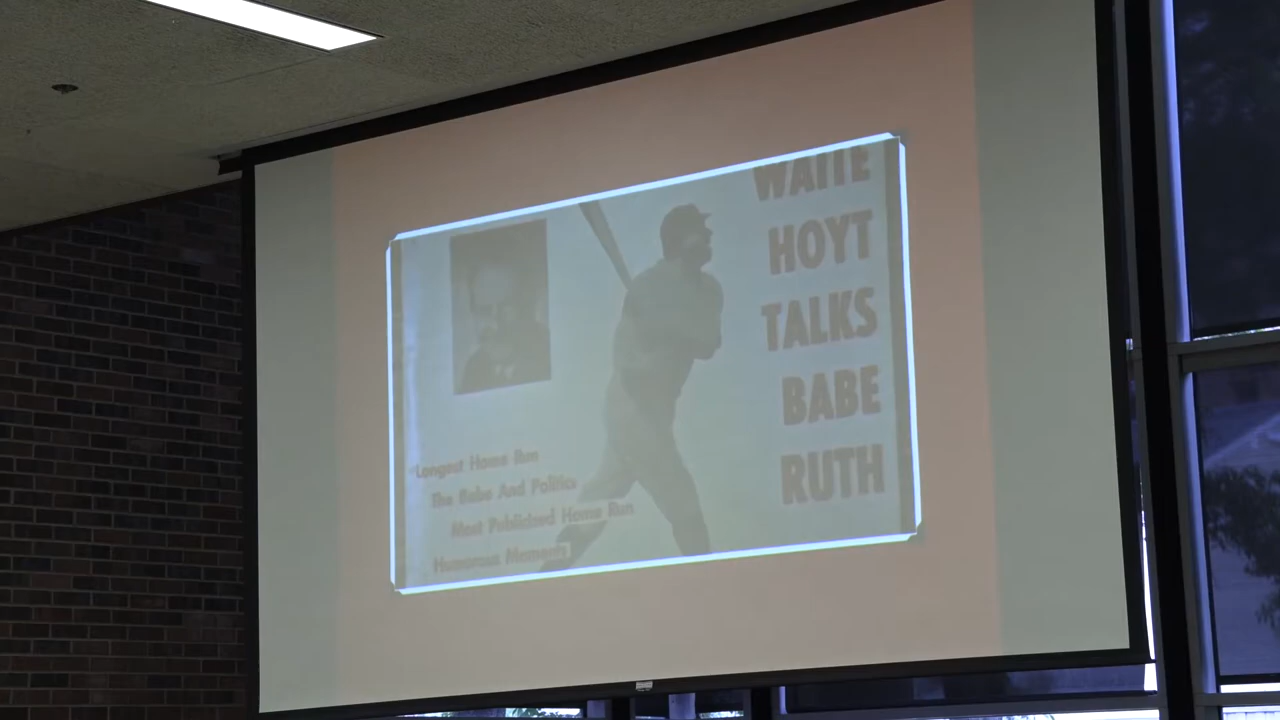 WAITE
HOYT
TALKS
BABE
RUTH
Longest Home Run
The Babe And Politics
Most Publicized Home Run
Humorous Moments